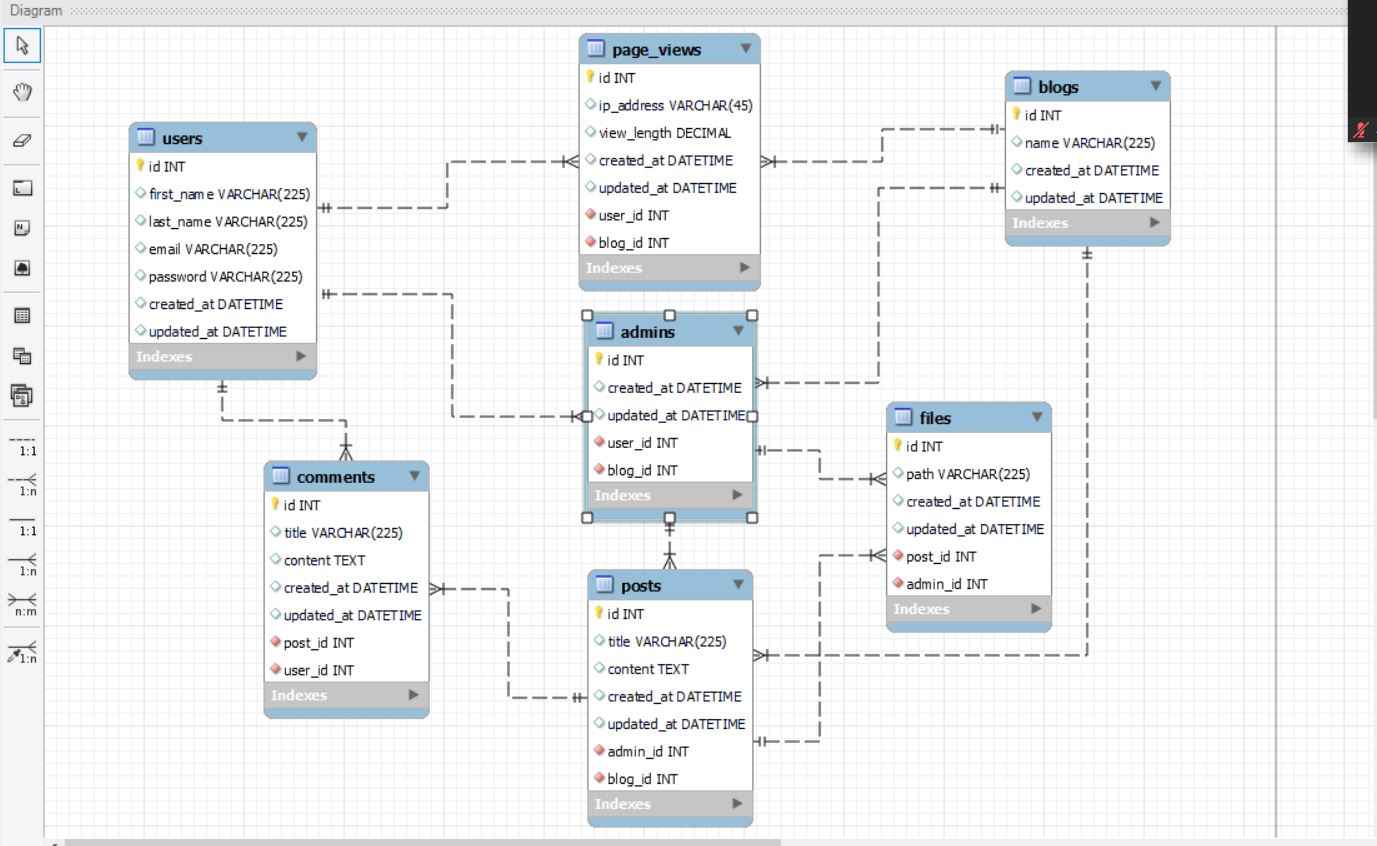 Diagram
page_views
id INT
ip_address VARCHAR(45)
view_length DECIMAL
created_at DATETIME
updated_at DATETIME
user_id INT
blog_id INT
Indexes
blogs
id INT
name VARCHAR(225)
created_at DATETIME
updated_at DATETIME
Indexes
users
id INT
first_name VARCHAR(225)
last_name VARCHAR(225)
email VARCHAR(225)
password VARCHAR(225)
created_at DATETIME
updated_at DATETIME
Indexes
admins
id INT
created_at DATETIME
updated_at DATETIME
user_id INT
blog_id INT
Indexes
files
id INT
path VARCHAR(225)
created_at DATETIME
updated_at DATETIME
post_id INT
admin_id INT
Indexes
comments
id INT
title VARCHAR(225)
content TEXT
created_at DATETIME
updated_at DATETIME
post_id INT
user_id INT
Indexes
posts
id INT
title VARCHAR(225)
content TEXT
created_at DATETIME
updated_at DATETIME
admin_id INT
blog_id INT
Indexes
1:1
1:n
1:1
1:n
n:m
1:n